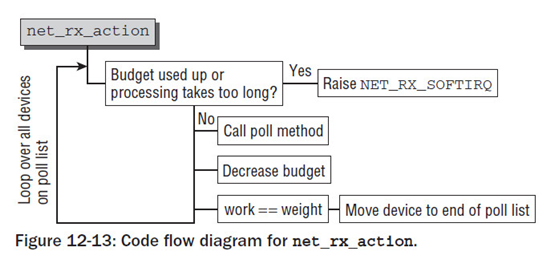 net_rx_action
Budget used up or
processing takes too long?
Yes
Raise NET_RX_SOFTIRQ
No
Call poll method
Decrease budget
work == weight
Move device to end of poll list
Loop over all devices
on poll list
Figure 12-13: Code flow diagram for net_rx_action.